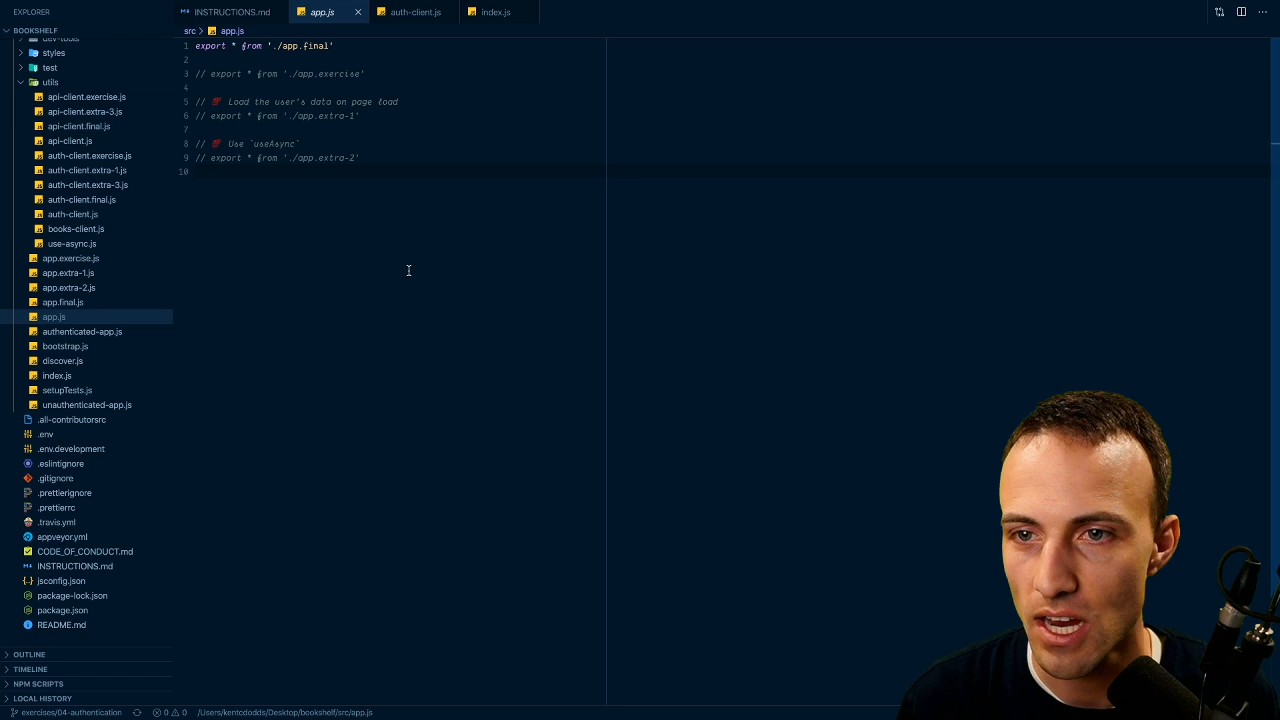 EXPLORER
INSTRUCTIONS.md
app.js
auth-client.js
index.js
BOOKSHELF
src > app.js
dev-tools
styles
test
utils
api-client.exercise.js
api-client.extra-3.js
api-client.final.js
api-client.js
auth-client.exercise.js
auth-client.extra-1.js
auth-client.extra-3.js
auth-client.final.js
auth-client.js
books-client.js
use-async.js
app.exercise.js
app.extra-1.js
app.extra-2.js
app.final.js
app.js
authenticated-app.js
bootstrap.js
discover.js
index.js
setupTests.js
unauthenticated-app.js
.all-contributorsrc
.env
.env.development
.eslintignore
.gitignore
.prettierignore
.prettierrc
.travis.yml
appveyor.yml
CODE_OF_CONDUCT.md
INSTRUCTIONS.md
jsconfig.json
package-lock.json
package.json
README.md
OUTLINE
TIMELINE
NPM SCRIPTS
LOCAL HISTORY
1 export * from './app.final'
2
3 // export * from './app.exercise'
4
5 // 💯 Load the user's data on page load
6 // export * from './app.extra-1'
7
8 // 💯 Use `useAsync`
9 // export * from './app.extra-2'
10
exercises/04-authentication 0 0 /Users/kentcdodds/Desktop/bookshelf/src/app.js